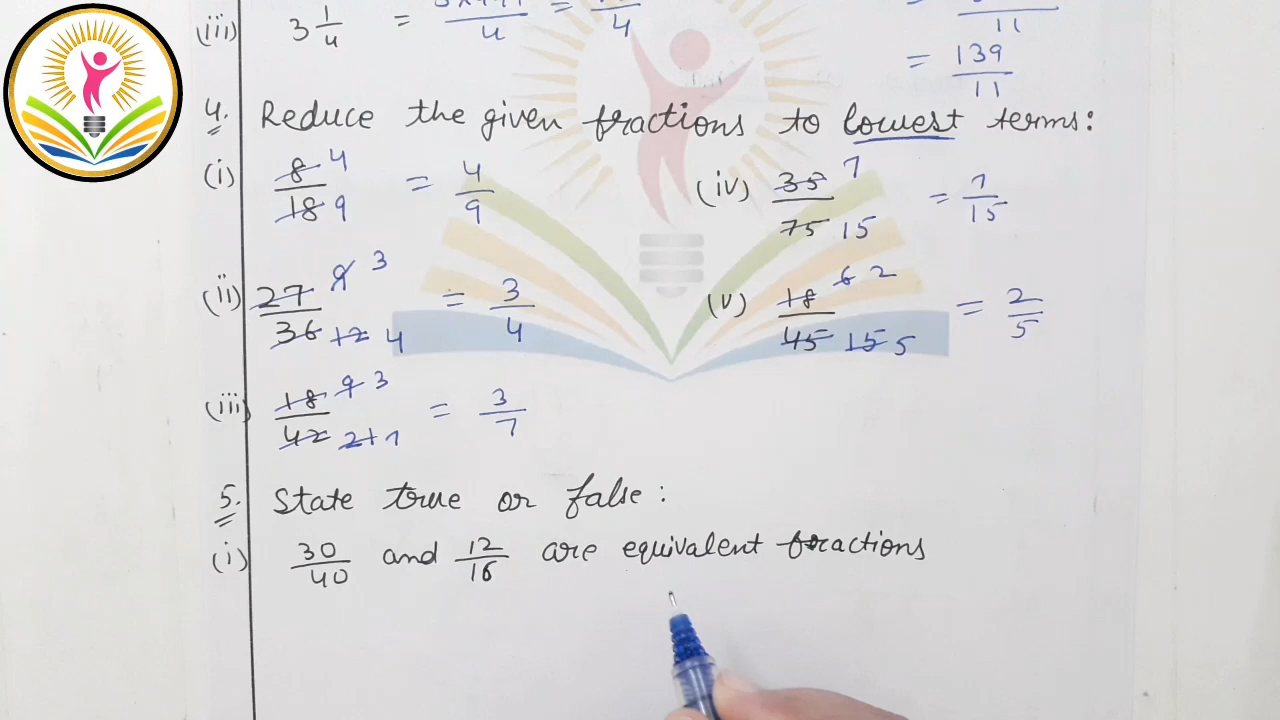 (iii) 3 1/4 = /4 = /4
/11
= 139/11
4. Reduce the given fractions to lowest terms:
(i) 8/18 4/9 = 4/9
(iv) 35/75 7/15 = 7/15
(ii) 27/36 9/12 3/4 = 3/4
(v) 18/45 6/15 2/5 = 2/5
(iii) 18/42 9/21 3/7 = 3/7
5. State true or false:
(i) 30/40 and 12/16 are equivalent fractions